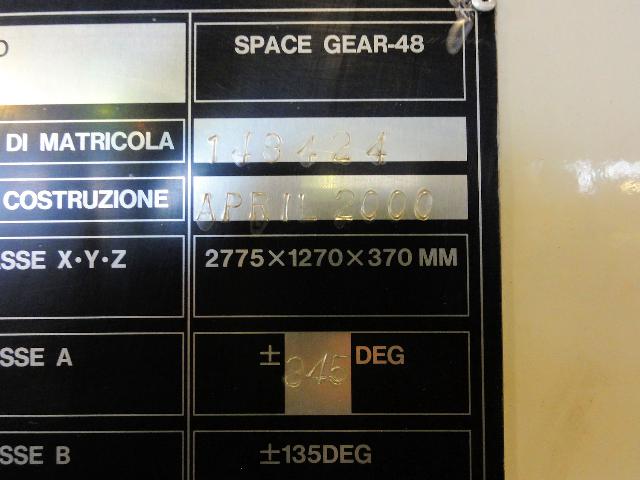 O SPACE GEAR-48
DI MATRICOLA 143424
COSTRUZIONE APRIL 2000
SSE X·Y·Z 2775×1270×370 MM
SSE A ±345 DEG
SSE B ±135DEG